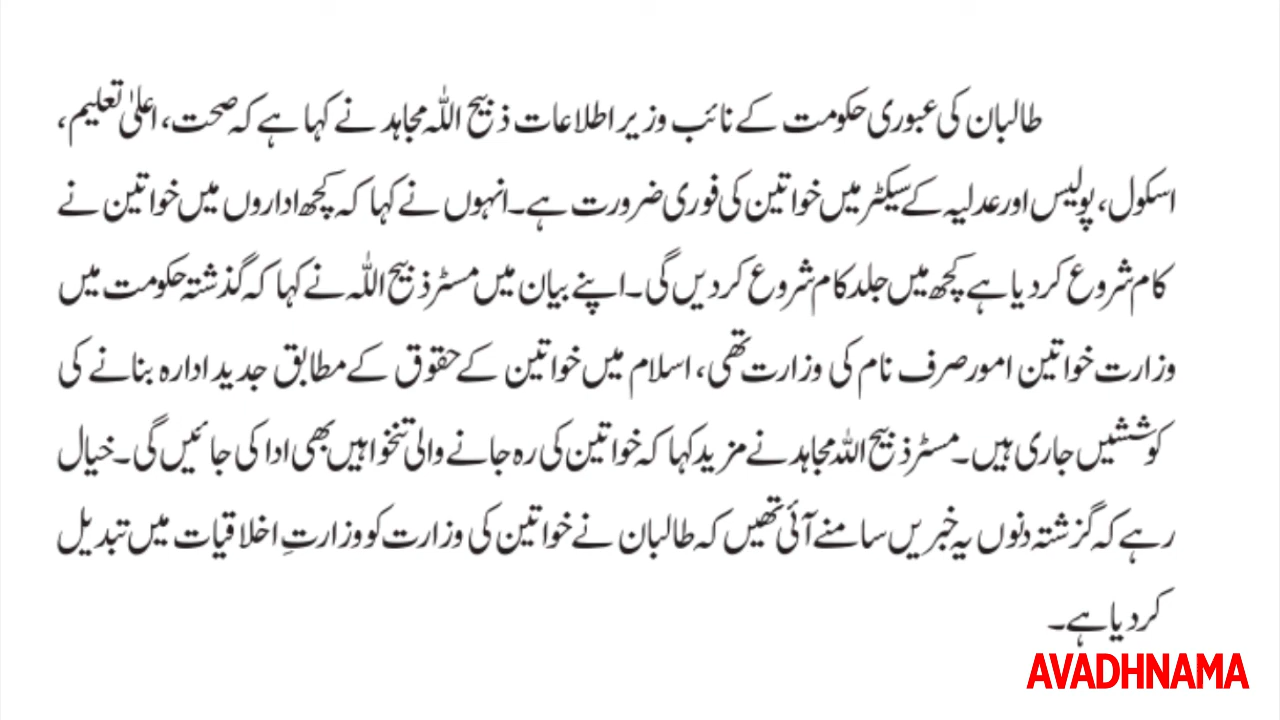 طالبان کی عبوری حکومت کے نائب وزیر اطلاعات ذبیح اللہ مجاہد نے کہا ہے کہ صحت، اعلیٰ تعلیم،
اسکول، پولیس اور عدلیہ کے سیکٹر میں خواتین کی فوری ضرورت ہے۔ انہوں نے کہا کہ کچھ اداروں میں خواتین نے
کام شروع کر دیا ہے کچھ میں جلد کام شروع کر دیں گی۔ اپنے بیان میں مسٹر ذبیح اللہ نے کہا کہ گذشتہ حکومت میں
وزارت خواتین امور صرف نام کی وزارت تھی، اسلام میں خواتین کے حقوق کے مطابق جدید ادارہ بنانے کی
کوششیں جاری ہیں۔ مسٹر ذبیح اللہ مجاہد نے مزید کہا کہ خواتین کی رہ جانے والی تنخواہیں بھی ادا کی جائیں گی۔ خیال
رہے کہ گزشتہ دنوں یہ خبریں سامنے آئی تھیں کہ طالبان نے خواتین کی وزارت کو وزارتِ اخلاقیات میں تبدیل
کر دیا ہے۔
AVADHNAMA